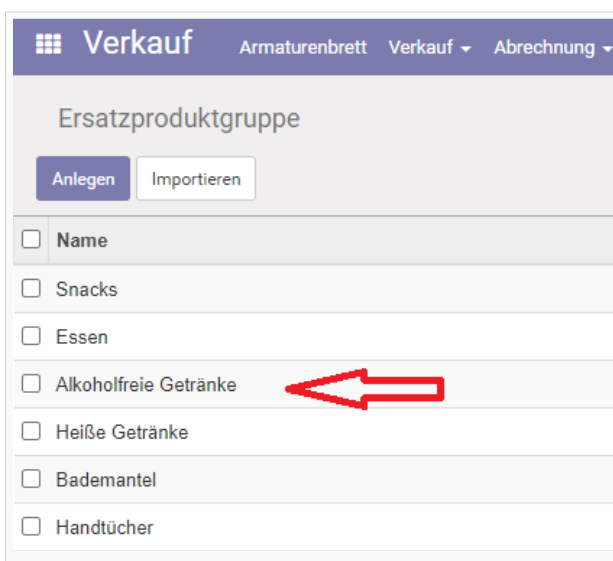 Verkauf Armaturenbrett Verkauf Abrechnung
Ersatzproduktgruppe
Anlegen Importieren
Name
Snacks
Essen
Alkoholfreie Getränke
Heiße Getränke
Bademantel
Handtücher